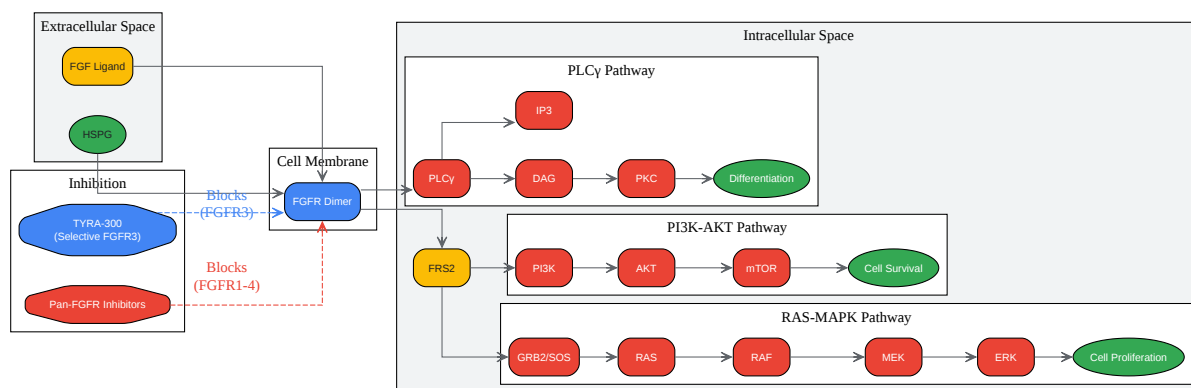 Extracellular Space
FGF Ligand
HSPG
Inhibition
TYRA-300
(Selective FGFR3)
Pan-FGFR Inhibitors
Blocks
(FGFR3)
Blocks
(FGFR1-4)
Cell Membrane
FGFR Dimer
Intracellular Space
PLCγ Pathway
IP3
PLCγ
DAG
PKC
Differentiation
FRS2
PI3K-AKT Pathway
PI3K
AKT
mTOR
Cell Survival
RAS-MAPK Pathway
GRB2/SOS
RAS
RAF
MEK
ERK
Cell Proliferation